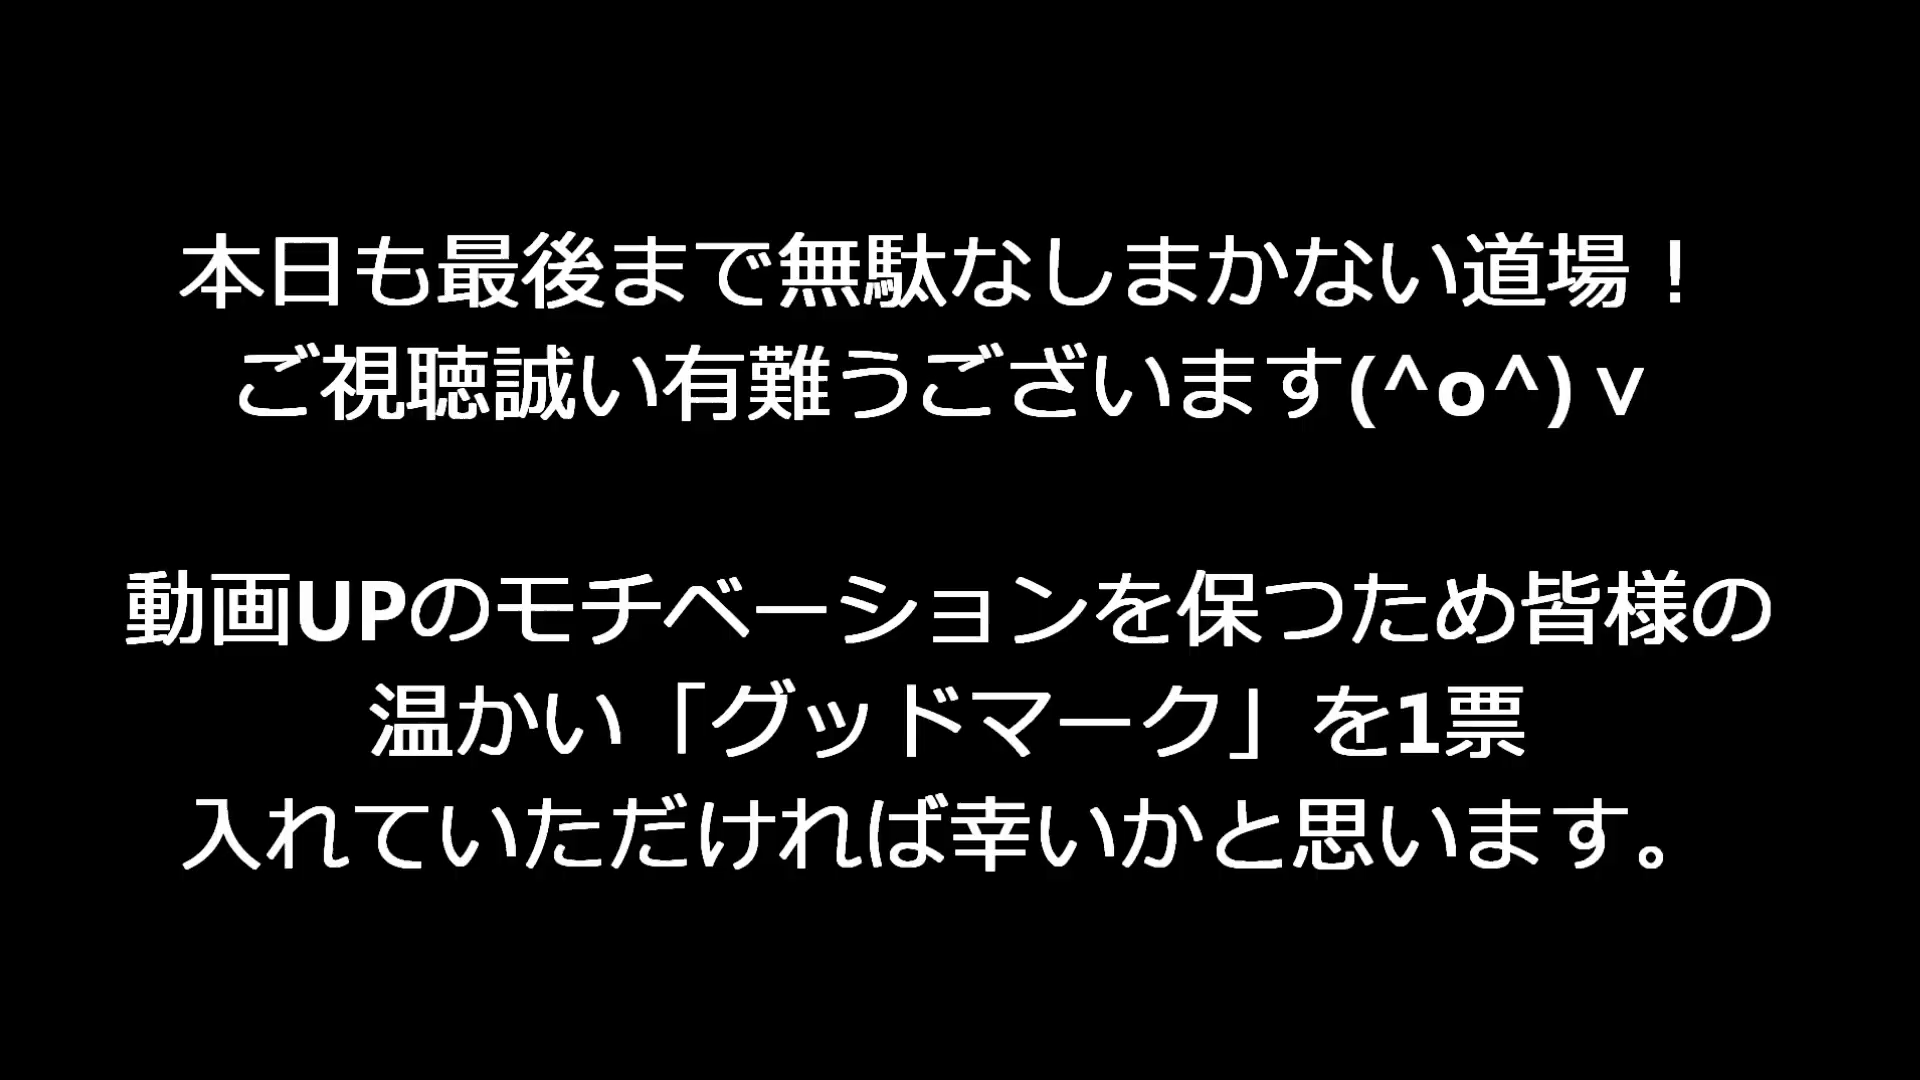 本日も最後まで無駄なしまかない道場！
ご視聴誠い有難うございます(^o^)ｖ
動画UPのモチベーションを保つため皆様の
温かい「グッドマーク」を1票
入れていただければ幸いかと思います。